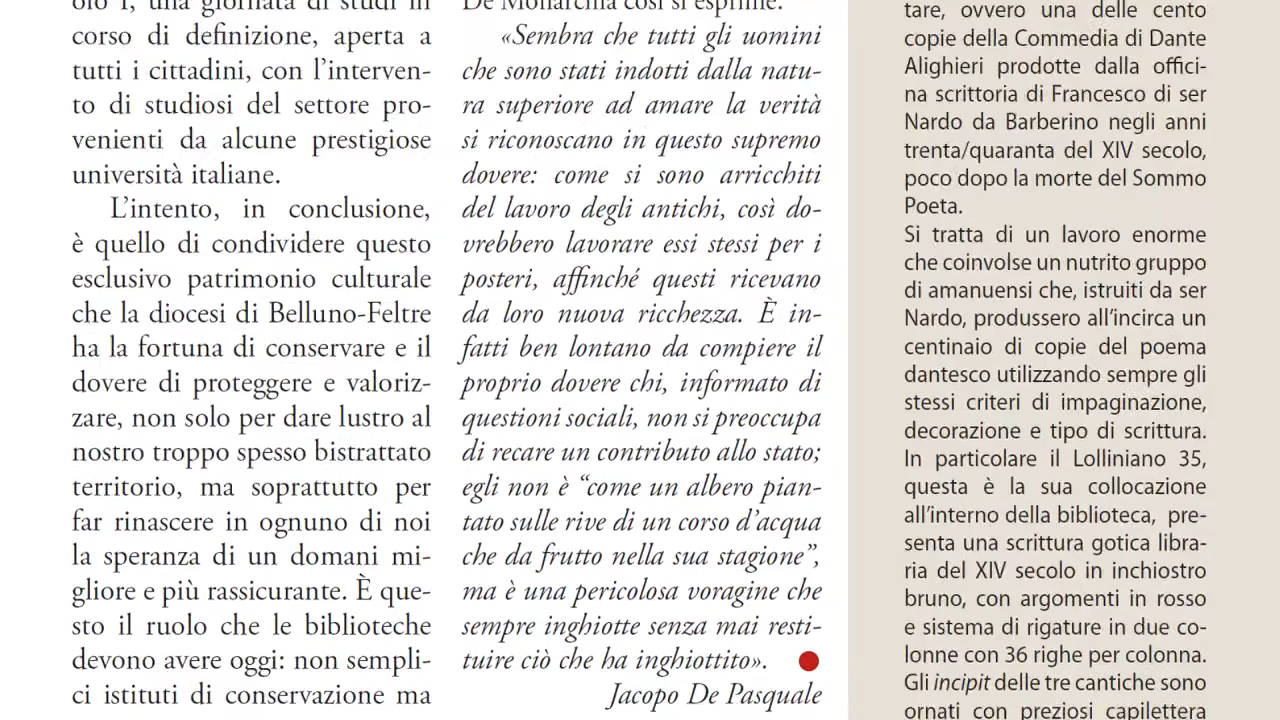 olo I, una giornata di studi in
corso di definizione, aperta a
tutti i cittadini, con l’interven-
to di studiosi del settore pro-
venienti da alcune prestigiose
università italiane.
L’intento, in conclusione,
è quello di condividere questo
esclusivo patrimonio culturale
che la diocesi di Belluno-Feltre
ha la fortuna di conservare e il
dovere di proteggere e valoriz-
zare, non solo per dare lustro al
nostro troppo spesso bistrattato
territorio, ma soprattutto per
far rinascere in ognuno di noi
la speranza di un domani mi-
gliore e più rassicurante. È que-
sto il ruolo che le biblioteche
devono avere oggi: non sempli-
ci istituti di conservazione ma
De Monarchia così si esprime:
«Sembra che tutti gli uomini
che sono stati indotti dalla natu-
ra superiore ad amare la verità
si riconoscano in questo supremo
dovere: come si sono arricchiti
del lavoro degli antichi, così do-
vrebbero lavorare essi stessi per i
posteri, affinché questi ricevano
da loro nuova ricchezza. È in-
fatti ben lontano da compiere il
proprio dovere chi, informato di
questioni sociali, non si preoccupa
di recare un contributo allo stato;
egli non è “come un albero pian-
tato sulle rive di un corso d’acqua
che da frutto nella sua stagione”,
ma è una pericolosa voragine che
sempre inghiotte senza mai resti-
tuire ciò che ha inghiottito».
Jacopo De Pasquale
tare, ovvero una delle cento
copie della Commedia di Dante
Alighieri prodotte dalla offici-
na scrittoria di Francesco di ser
Nardo da Barberino negli anni
trenta/quaranta del XIV secolo,
poco dopo la morte del Sommo
Poeta.
Si tratta di un lavoro enorme
che coinvolse un nutrito gruppo
di amanuensi che, istruiti da ser
Nardo, produssero all’incirca un
centinaio di copie del poema
dantesco utilizzando sempre gli
stessi criteri di impaginazione,
decorazione e tipo di scrittura.
In particolare il Lolliniano 35,
questa è la sua collocazione
all’interno della biblioteca, pre-
senta una scrittura gotica libra-
ria del XIV secolo in inchiostro
bruno, con argomenti in rosso
e sistema di rigature in due co-
lonne con 36 righe per colonna.
Gli incipit delle tre cantiche sono
ornati con preziosi capilettera